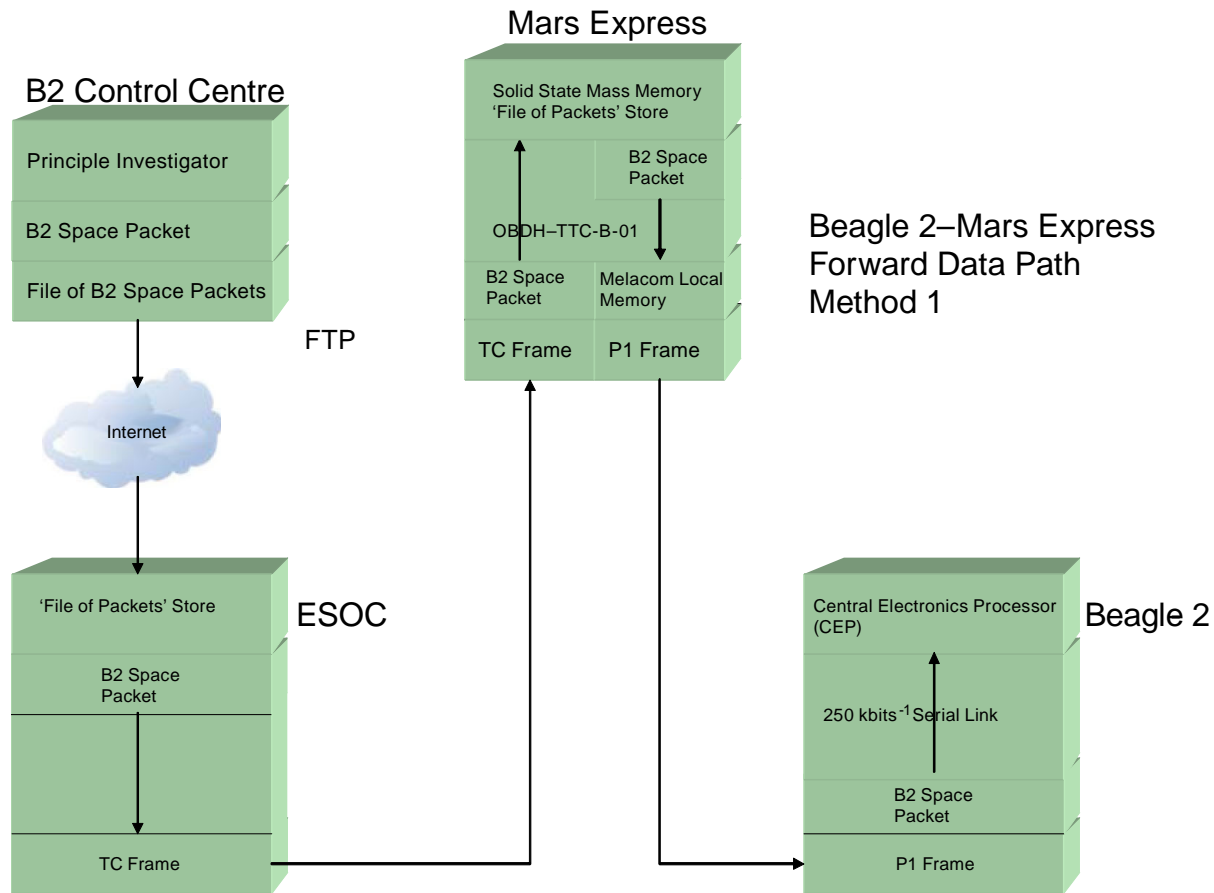 Mars Express
Solid State Mass Memory
‘File of Packets’ Store
B2 Space
Packet
OBDH–TTC-B-01
B2 Space
Packet
Melacom Local
Memory
TC Frame
P1 Frame
B2 Control Centre
Principle Investigator
B2 Space Packet
File of B2 Space Packets
FTP
Internet
Beagle 2–Mars Express
Forward Data Path
Method 1
‘File of Packets’ Store
ESOC
B2 Space
Packet
TC Frame
Central Electronics Processor
(CEP)
Beagle 2
250 kbits-1 Serial Link
B2 Space
Packet
P1 Frame